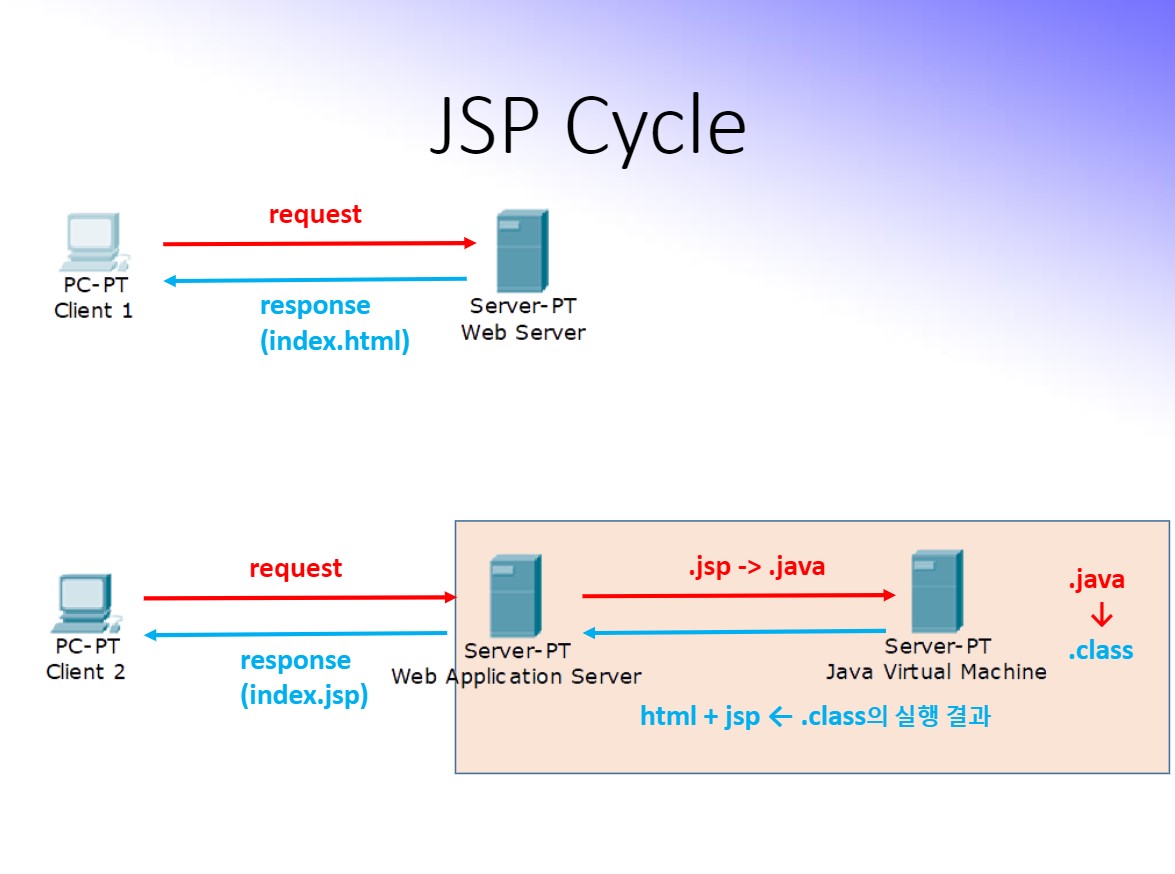 JSP Cycle
request
PC-PT
Client 1
response
(index.html)
Server-PT
Web Server
request
.jsp -> .java
.java
↓
.class
PC-PT
Client 2
response
(index.jsp)
Server-PT
Web Application Server
Server-PT
Java Virtual Machine
html + jsp ← .class의 실행 결과